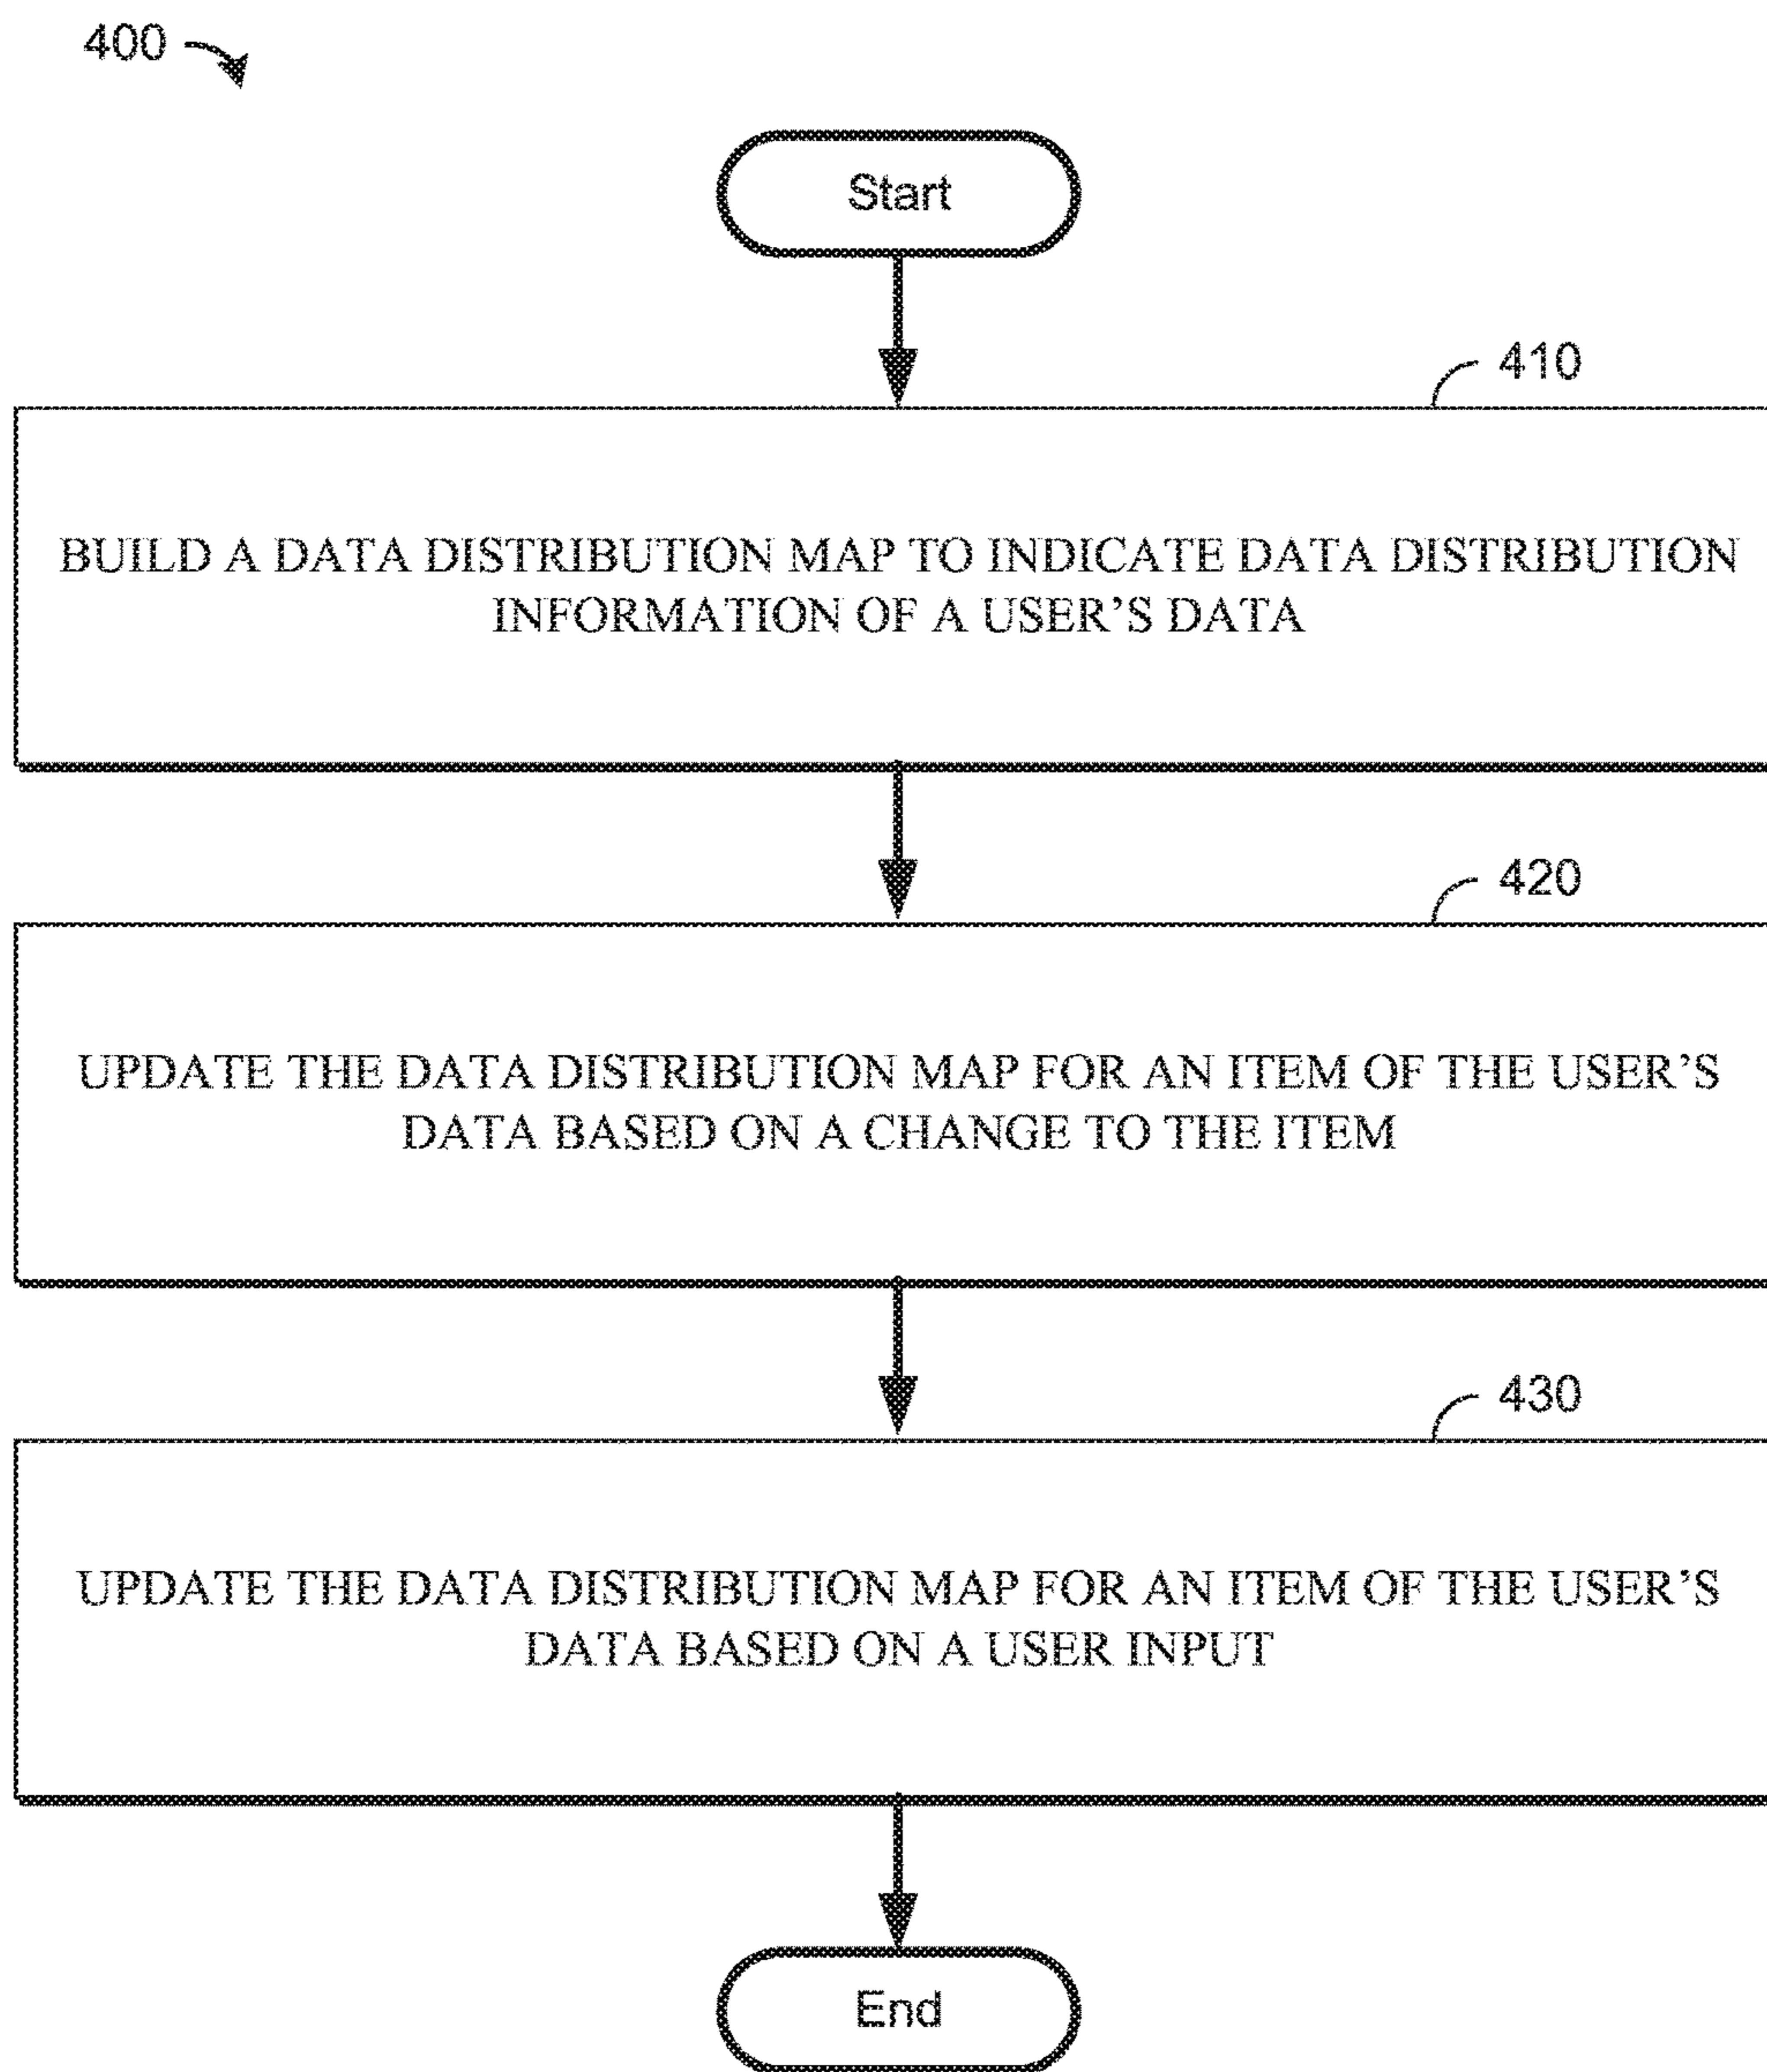 400
Start
410
BUILD A DATA DISTRIBUTION MAP TO INDICATE DATA DISTRIBUTION
INFORMATION OF A USER’S DATA
420
UPDATE THE DATA DISTRIBUTION MAP FOR AN ITEM OF THE USER’S
DATA BASED ON A CHANGE TO THE ITEM
430
UPDATE THE DATA DISTRIBUTION MAP FOR AN ITEM OF THE USER’S
DATA BASED ON A USER INPUT
End